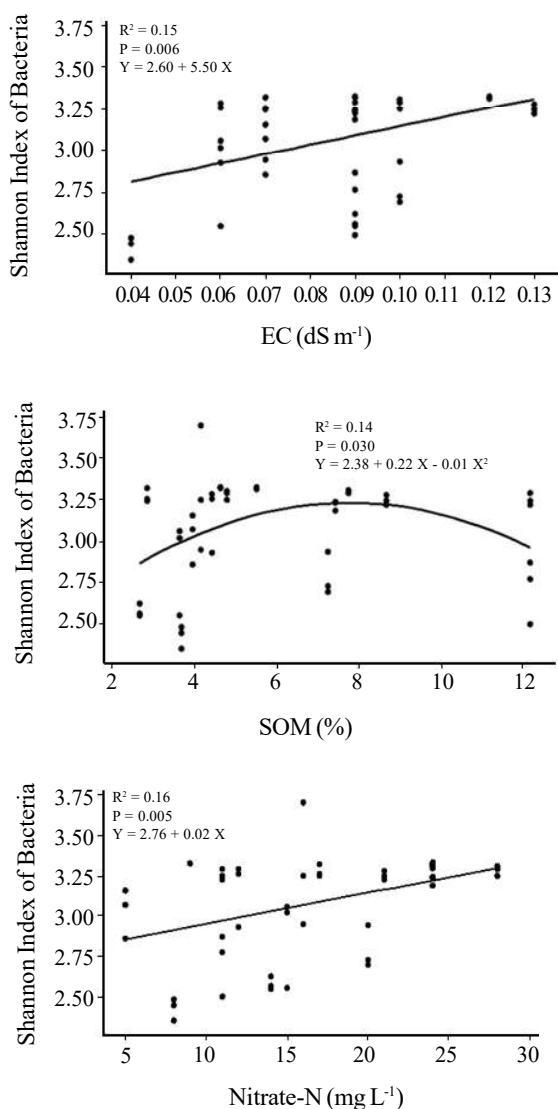 Shannon Index of Bacteria
R² = 0.15
P = 0.006
Y = 2.60 + 5.50 X
3.75
3.50
3.25
3.00
2.75
2.50
0.04 0.05 0.06 0.07 0.08 0.09 0.10 0.11 0.12 0.13
EC (dS m⁻¹)
Shannon Index of Bacteria
R² = 0.14
P = 0.030
Y = 2.38 + 0.22 X - 0.01 X²
3.75
3.50
3.25
3.00
2.75
2.50
2 4 6 8 10 12
SOM (%)
Shannon Index of Bacteria
R² = 0.16
P = 0.005
Y = 2.76 + 0.02 X
3.75
3.50
3.25
3.00
2.75
2.50
5 10 15 20 25 30
Nitrate-N (mg L⁻¹)